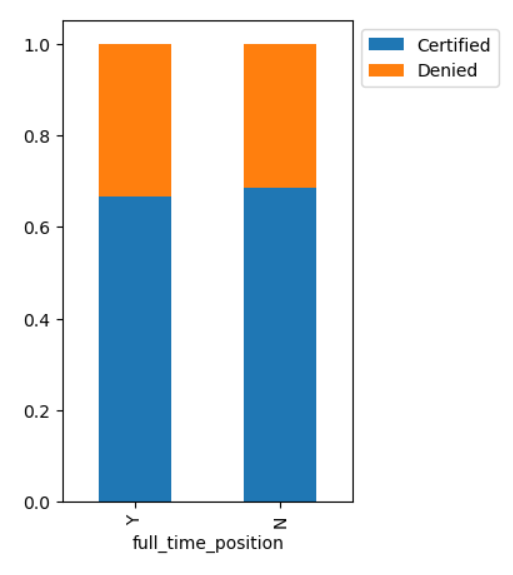 1.0
0.8
0.6
0.4
0.2
0.0
Y
N
full_time_position
Certified
Denied